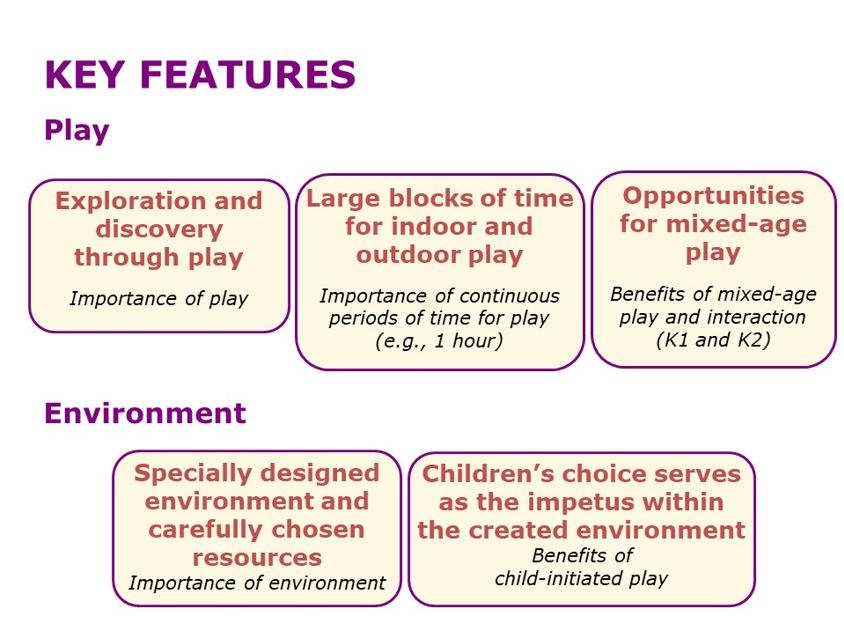 KEY FEATURES
Play
Exploration and
discovery
through play
Importance of play
Large blocks of time
for indoor and
outdoor play
Importance of continuous
periods of time for play
(e.g., 1 hour)
Opportunities
for mixed-age
play
Benefits of mixed-age
play and interaction
(K1 and K2)
Environment
Specially designed
environment and
carefully chosen
resources
Importance of environment
Children’s choice serves
as the impetus within
the created environment
Benefits of
child-initiated play